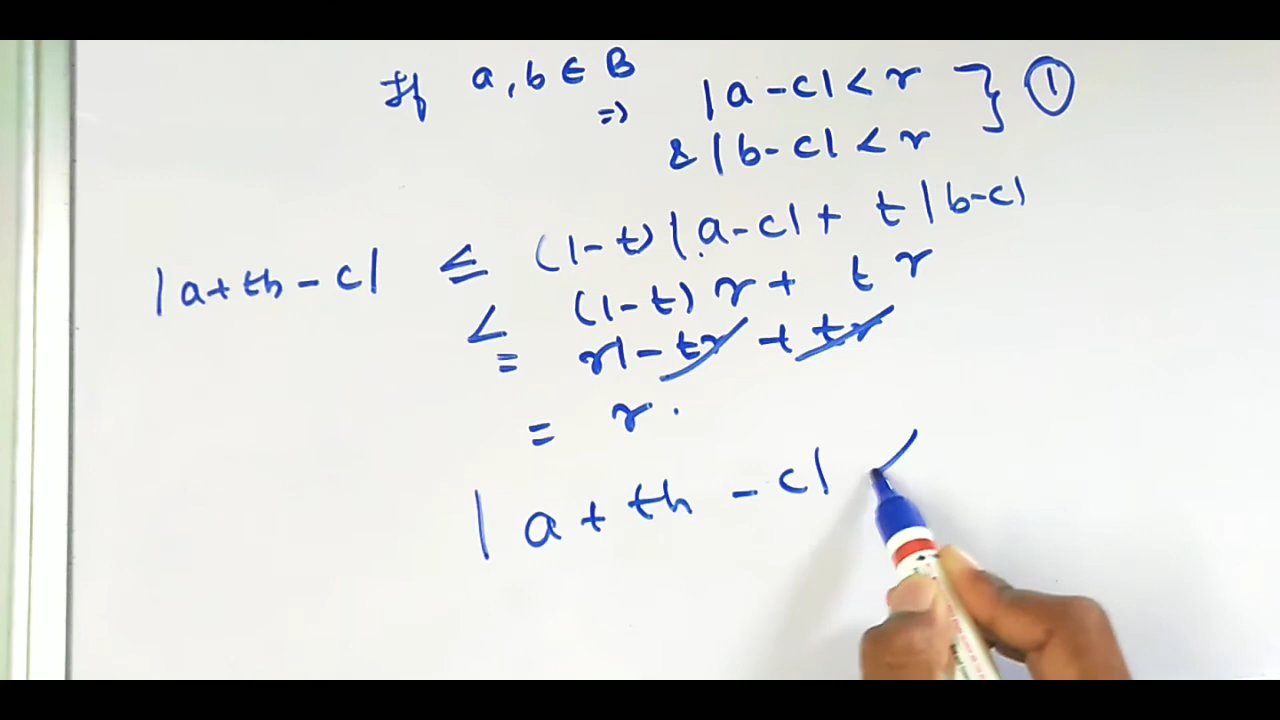 If a, b ∈ B
⇒ |a - c| < r } ①
& |b - c| < r
|a + th - c| ≤ (1-t) |a - c| + t |b-c|
< (1-t) r + t r
= r - tr + tr
= r.
|a + th - c| <